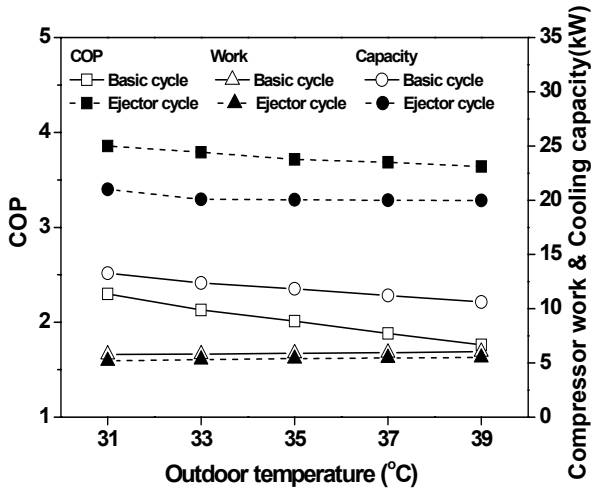 5
4
3
2
1
COP
COP Work Capacity
Basic cycle Basic cycle Basic cycle
Ejector cycle Ejector cycle Ejector cycle
35
30
25
20
15
10
5
0
Compressor work & Cooling capacity(kW)
31 33 35 37 39
Outdoor temperature (°C)